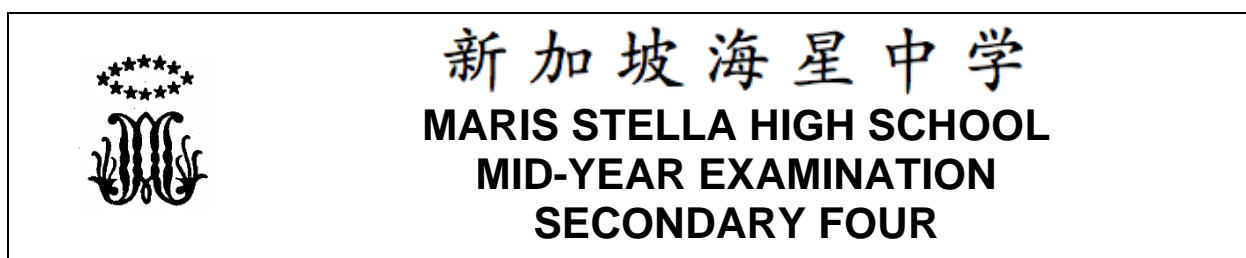 新加坡海星中学
MARIS STELLA HIGH SCHOOL
MID-YEAR EXAMINATION
SECONDARY FOUR